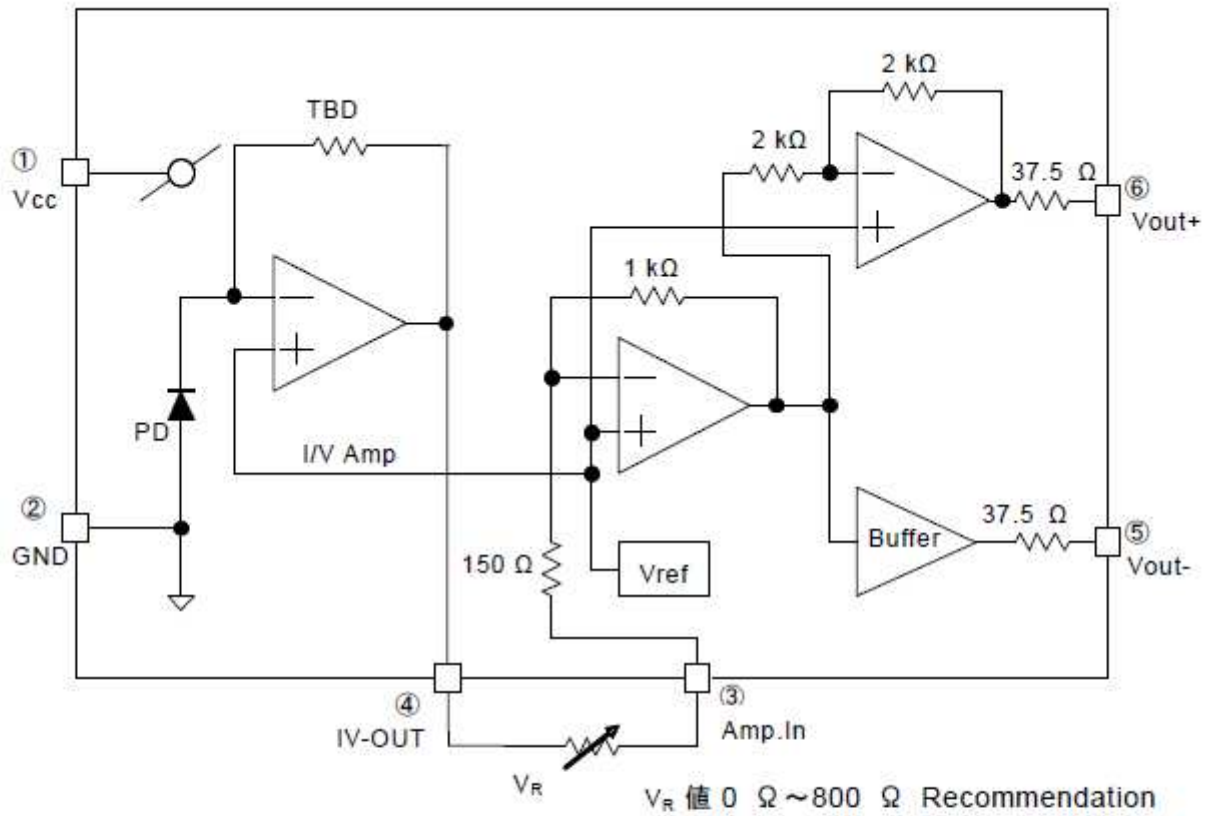 2 kΩ
TBD
2 kΩ
①
Vcc
37.5 Ω
⑥
Vout+
1 kΩ
PD
I/V Amp
②
GND
150 Ω
Vref
Buffer
37.5 Ω
⑤
Vout-
④
IV-OUT
③
Amp.In
VR
VR 値 0 Ω～800 Ω Recommendation